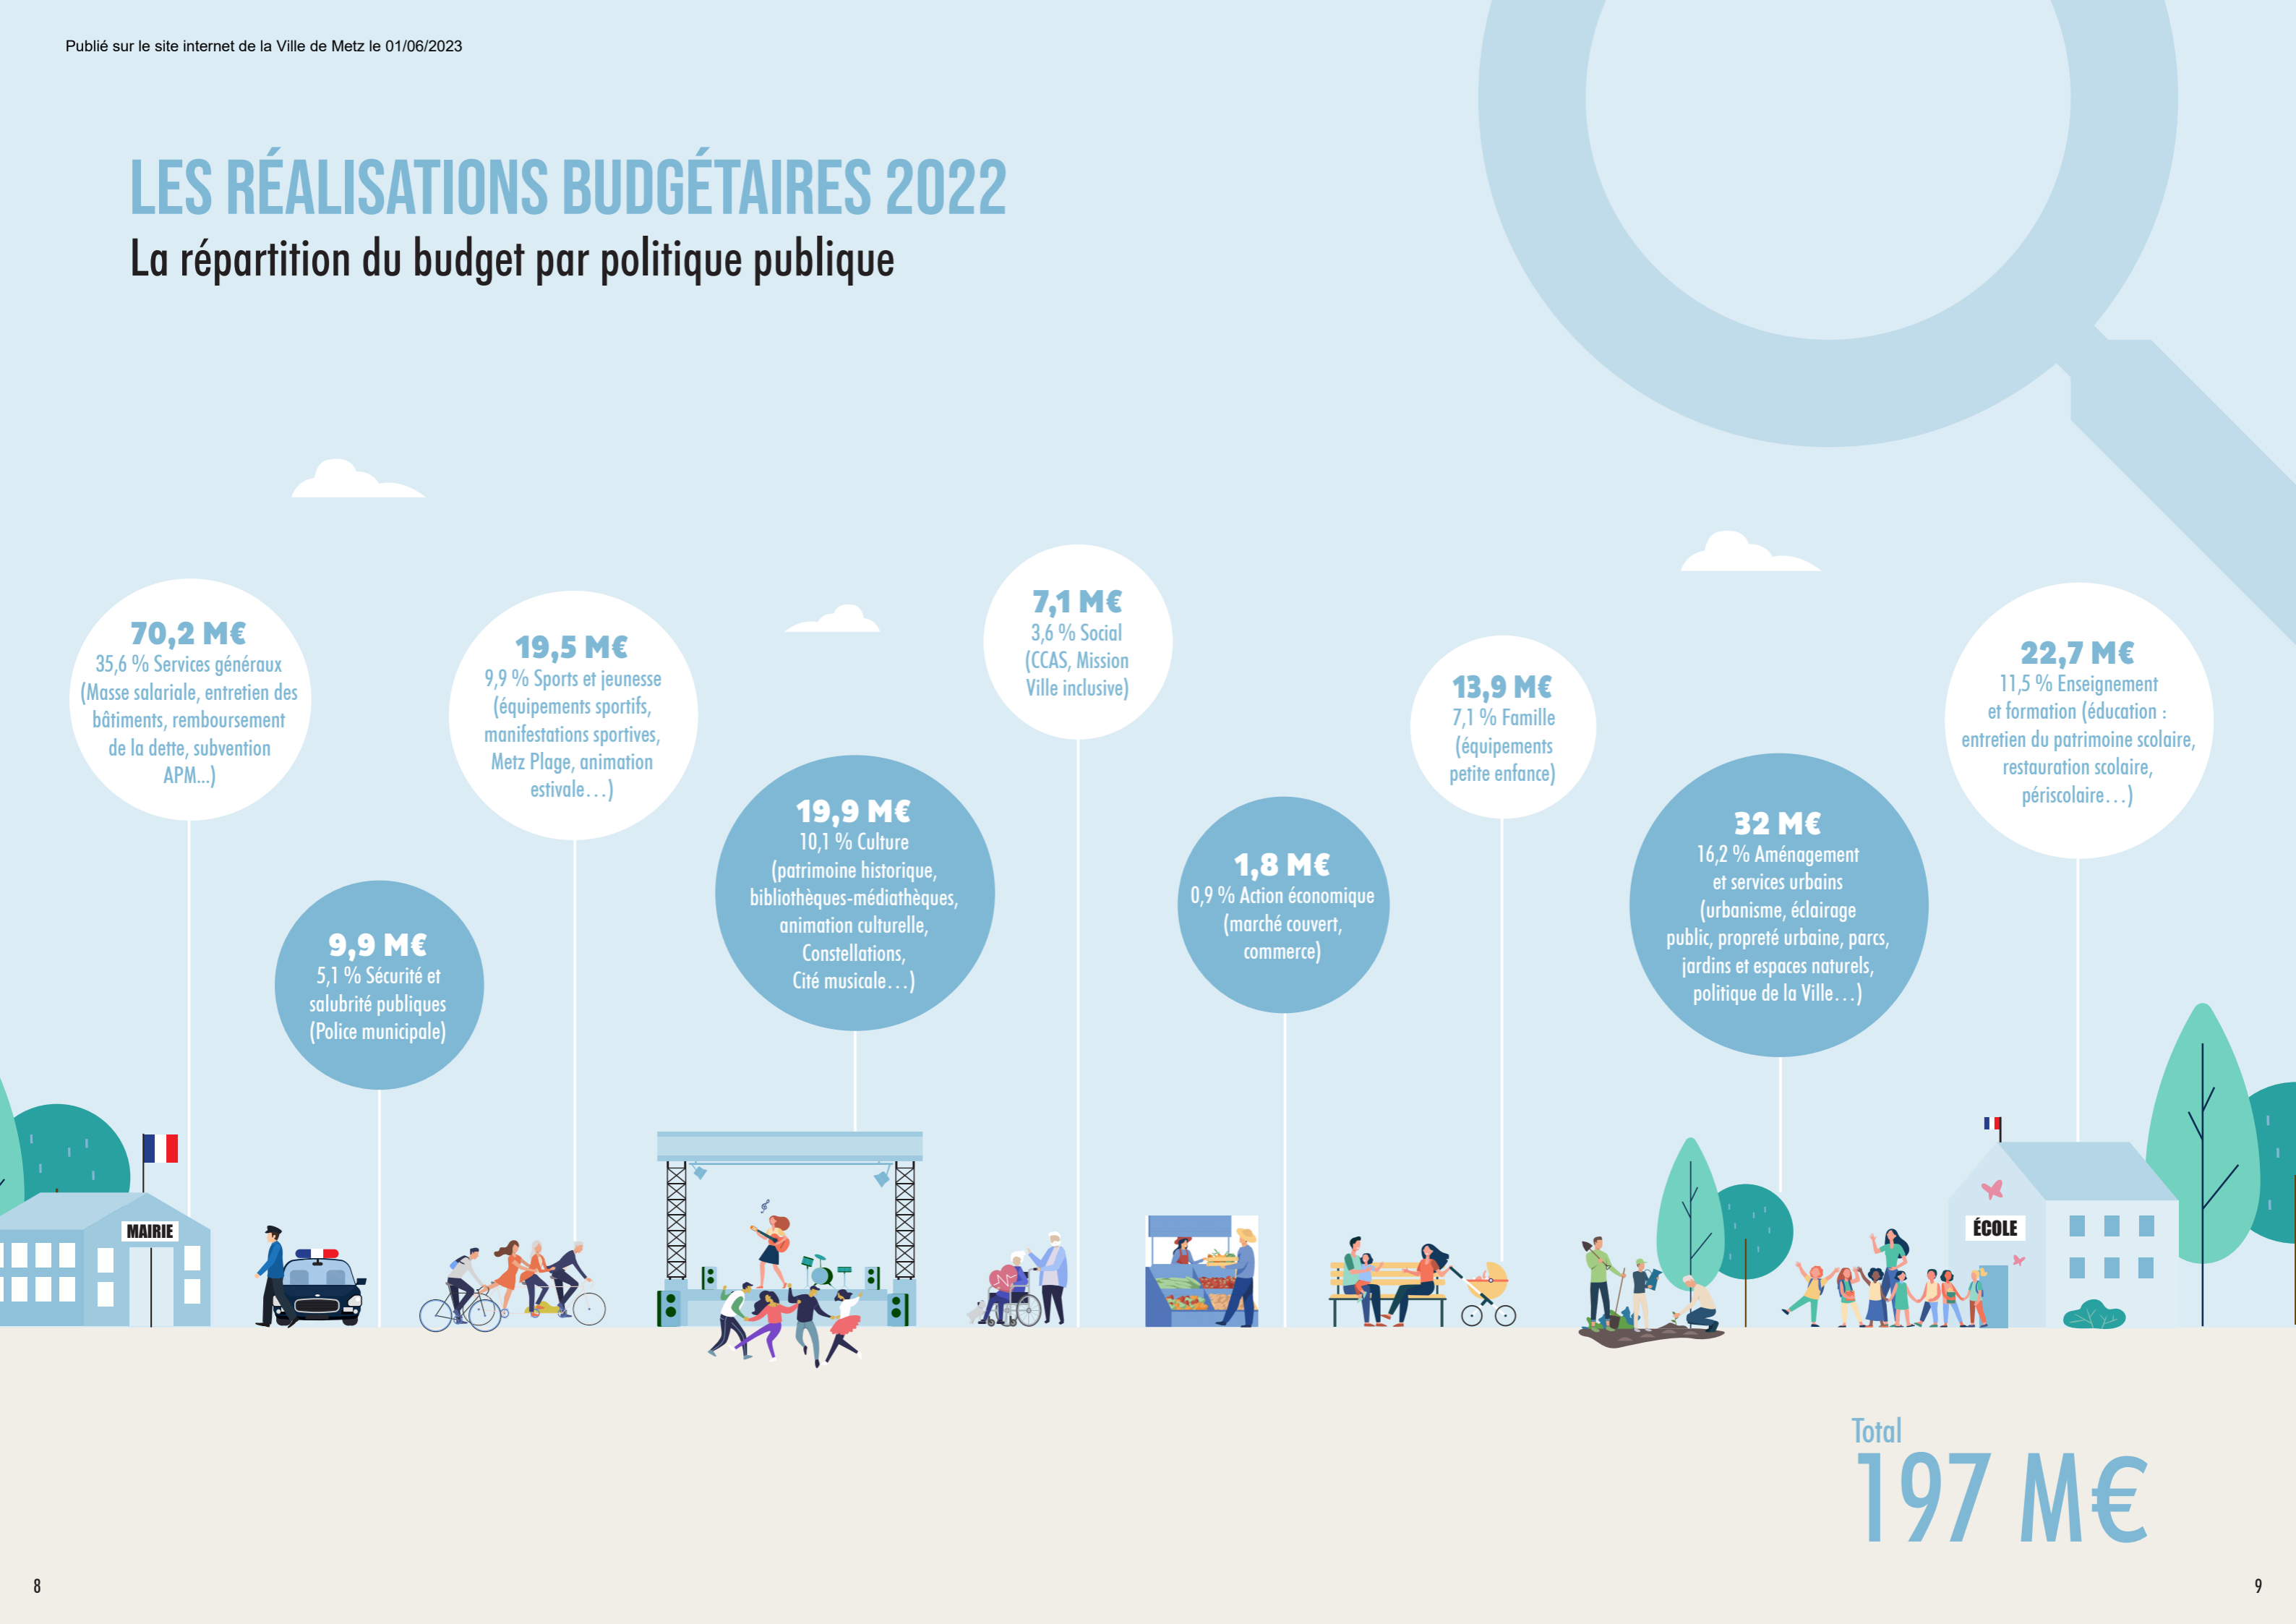 Publié sur le site internet de la Ville de Metz le 01/06/2023
LES RÉALISATIONS BUDGÉTAIRES 2022
La répartition du budget par politique publique
70,2 M€
35,6 % Services généraux
(Masse salariale, entretien des
bâtiments, remboursement
de la dette, subvention
APM...)
9,9 M€
5,1 % Sécurité et
salubrité publiques
(Police municipale)
19,5 M€
9,9 % Sports et jeunesse
(équipements sportifs,
manifestations sportives,
Metz Plage, animation
estivale…)
19,9 M€
10,1 % Culture
(patrimoine historique,
bibliothèques-médiathèques,
animation culturelle,
Constellations,
Cité musicale…)
7,1 M€
3,6 % Social
(CCAS, Mission
Ville inclusive)
1,8 M€
0,9 % Action économique
(marché couvert,
commerce)
13,9 M€
7,1 % Famille
(équipements
petite enfance)
32 M€
16,2 % Aménagement
et services urbains
(urbanisme, éclairage
public, propreté urbaine, parcs,
jardins et espaces naturels,
politique de la Ville…)
22,7 M€
11,5 % Enseignement
et formation (éducation :
entretien du patrimoine scolaire,
restauration scolaire,
périscolaire…)
MAIRIE
ÉCOLE
Total
197 M€
8
9